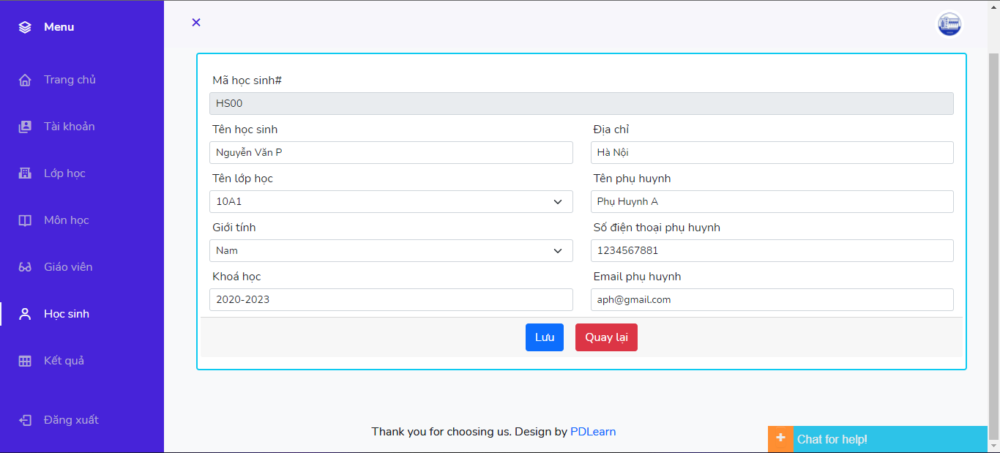 Menu
Trang chủ
Tài khoản
Lớp học
Môn học
Giáo viên
Học sinh
Kết quả
Đăng xuất
Mã học sinh#
HS00
Tên học sinh
Nguyễn Văn P
Địa chỉ
Hà Nội
Tên lớp học
10A1
Tên phụ huynh
Phụ Huynh A
Giới tính
Nam
Số điện thoại phụ huynh
1234567881
Khoá học
2020-2023
Email phụ huynh
aph@gmail.com
Lưu
Quay lại
Thank you for choosing us. Design by PDLearn
Chat for help!